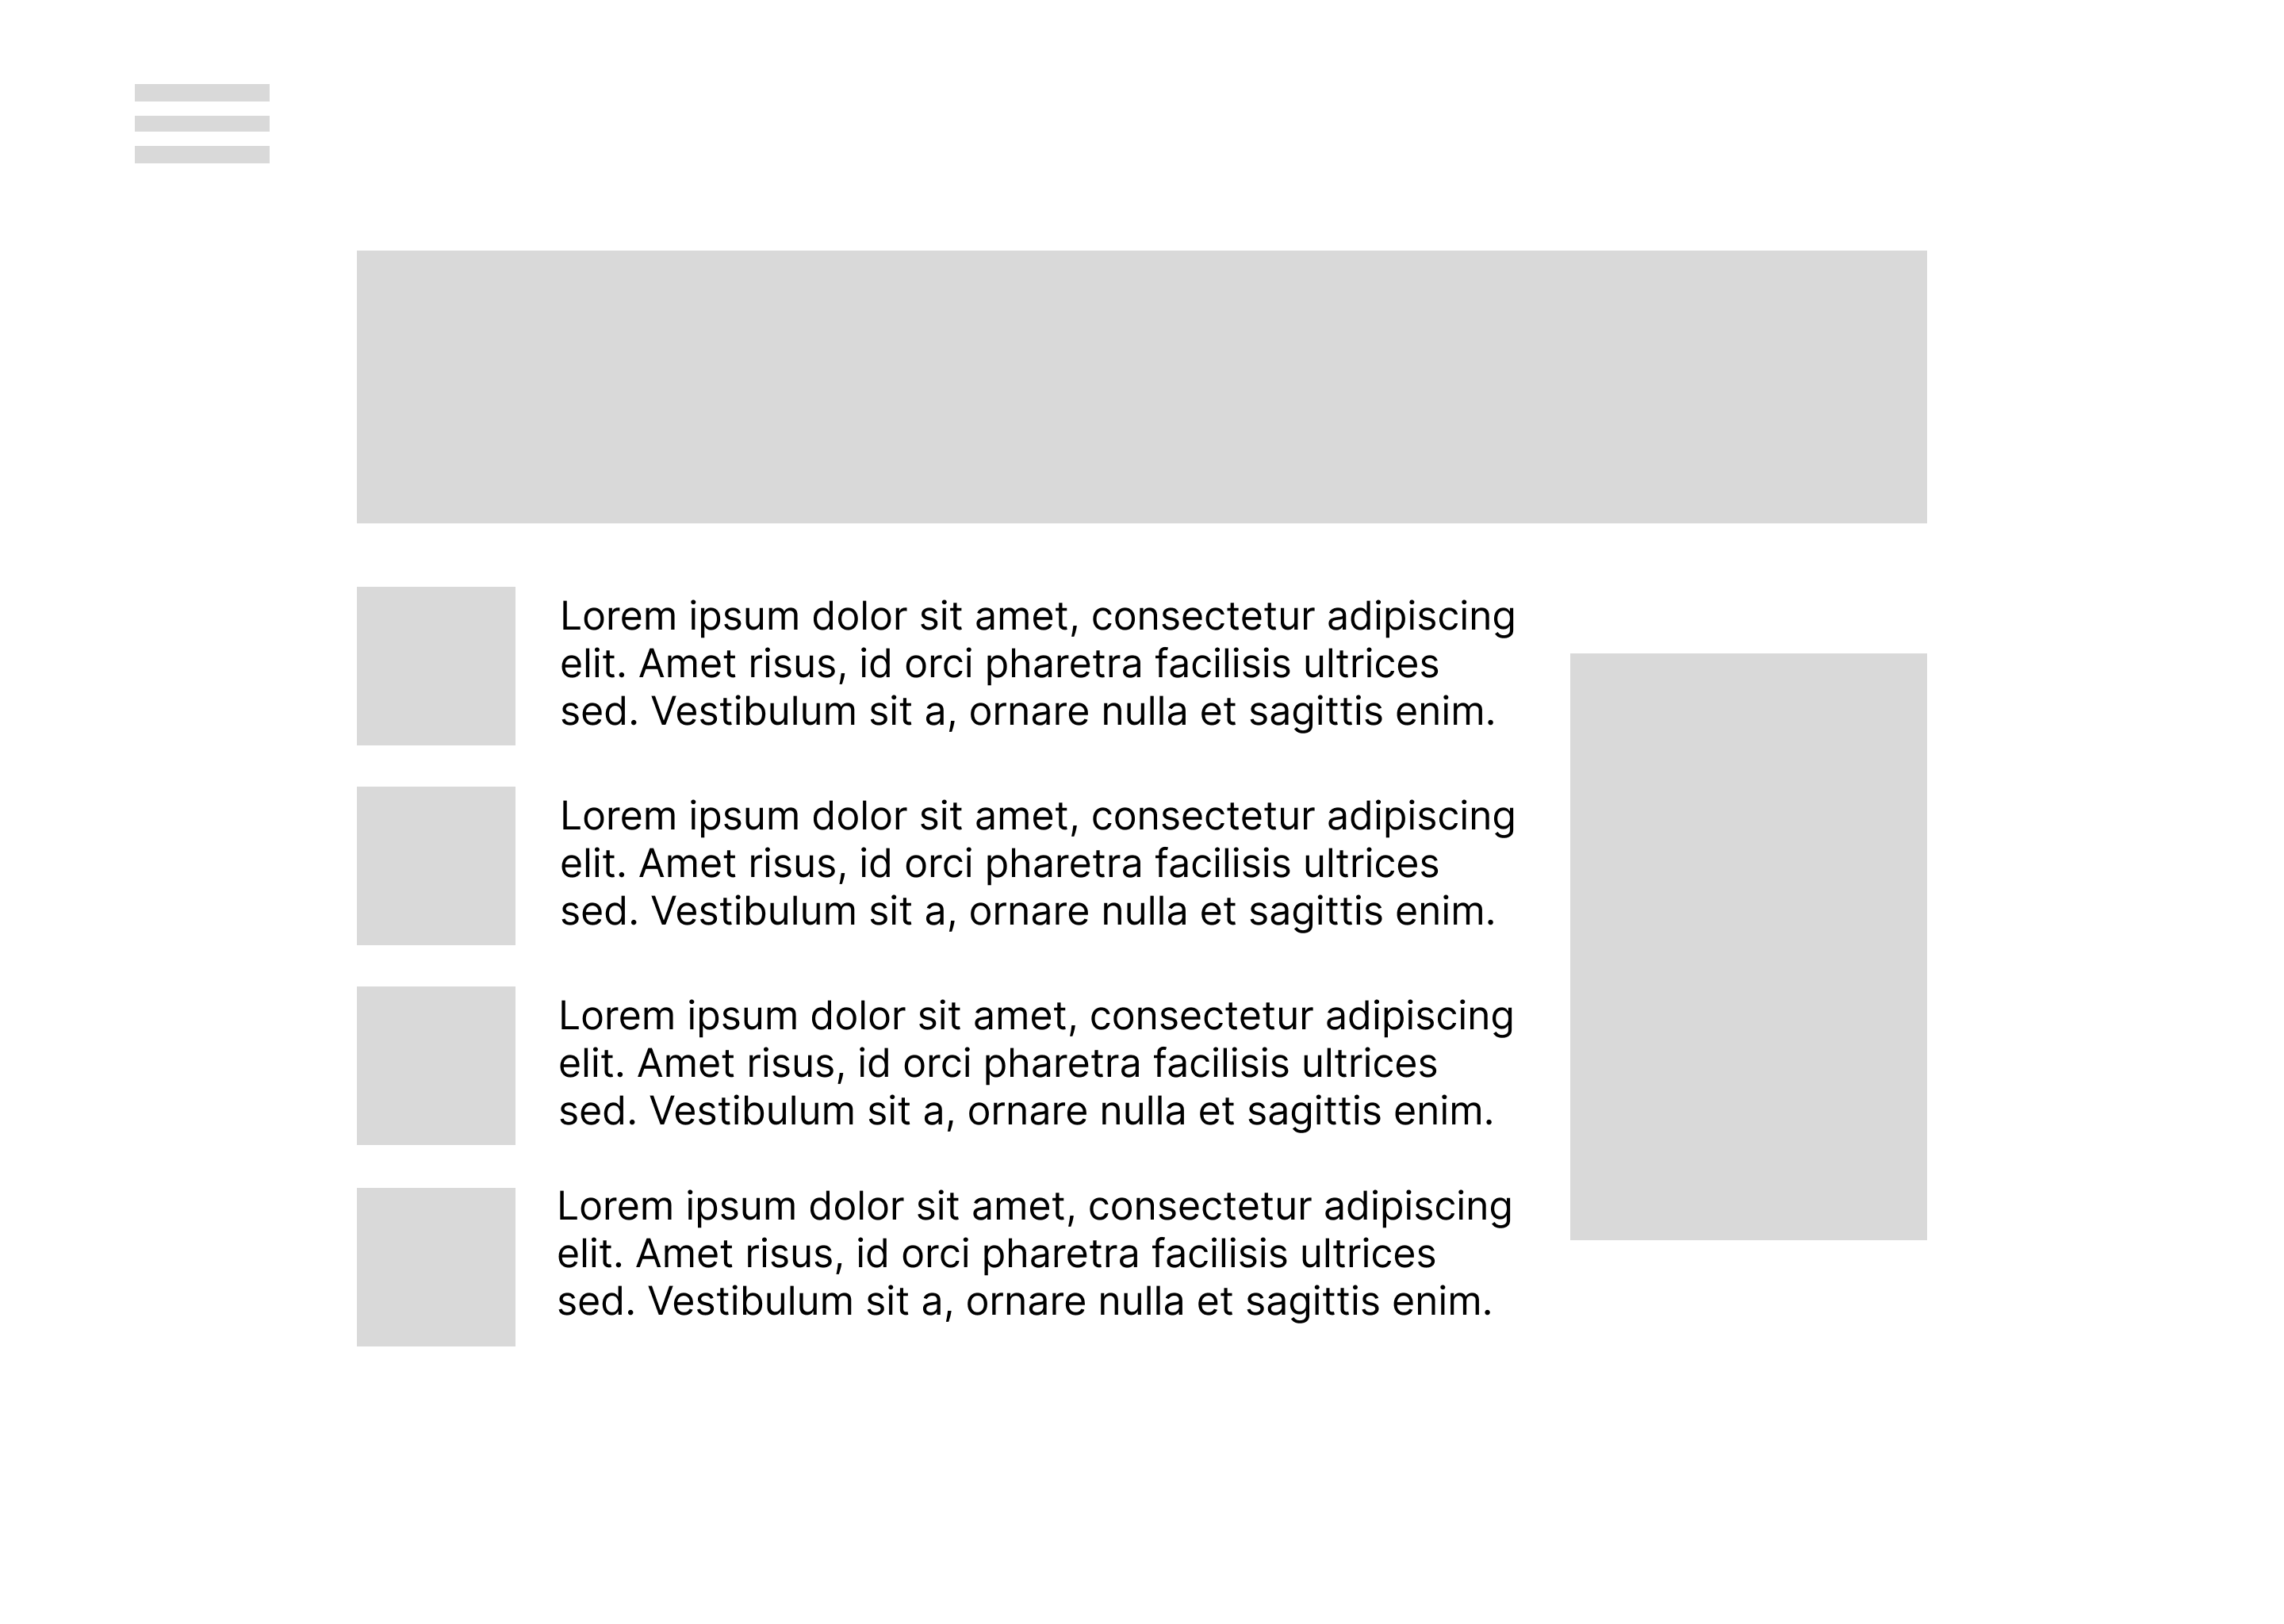 Lorem ipsum dolor sit amet, consectetur adipiscing
elit. Amet risus, id orci pharetra facilisis ultrices
sed. Vestibulum sit a, ornare nulla et sagittis enim.
Lorem ipsum dolor sit amet, consectetur adipiscing
elit. Amet risus, id orci pharetra facilisis ultrices
sed. Vestibulum sit a, ornare nulla et sagittis enim.
Lorem ipsum dolor sit amet, consectetur adipiscing
elit. Amet risus, id orci pharetra facilisis ultrices
sed. Vestibulum sit a, ornare nulla et sagittis enim.
Lorem ipsum dolor sit amet, consectetur adipiscing
elit. Amet risus, id orci pharetra facilisis ultrices
sed. Vestibulum sit a, ornare nulla et sagittis enim.